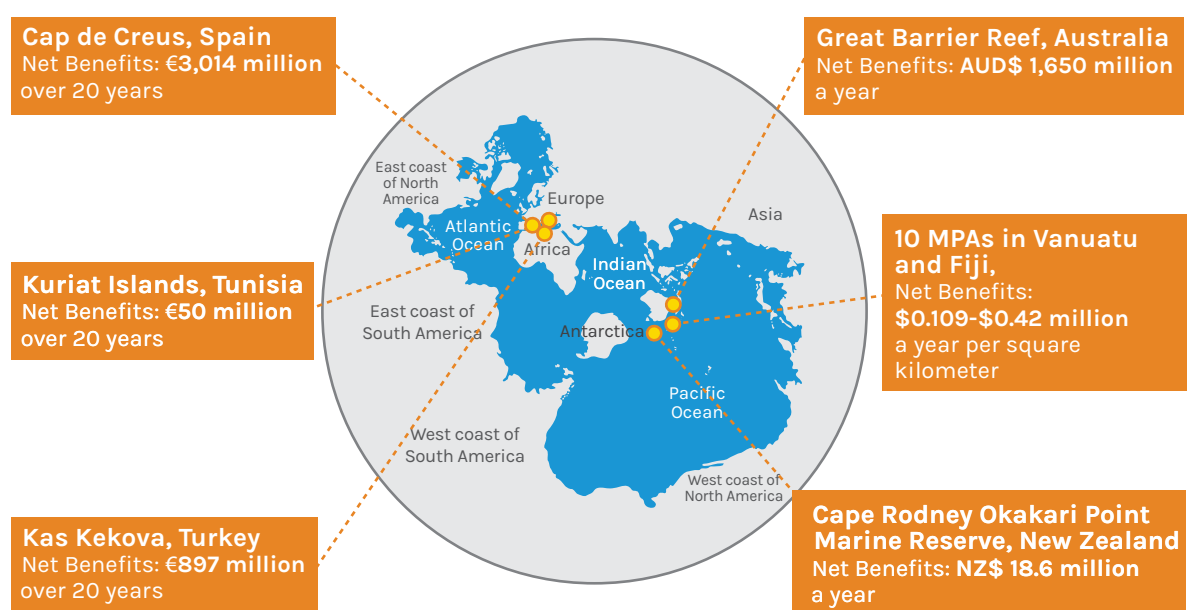 Cap de Creus, Spain
Net Benefits: €3,014 million
over 20 years
Great Barrier Reef, Australia
Net Benefits: AUD$ 1,650 million
a year
East coast
of North
America
Europe
Asia
Atlantic
Ocean
Africa
Indian
Ocean
10 MPAs in Vanuatu
and Fiji,
Net Benefits:
$0.109-$0.42 million
a year per square
kilometer
Kuriat Islands, Tunisia
Net Benefits: €50 million
over 20 years
East coast of
South America
Antarctica
Pacific
Ocean
West coast of
South America
West coast of
North America
Kas Kekova, Turkey
Net Benefits: €897 million
over 20 years
Cape Rodney Okakari Point
Marine Reserve, New Zealand
Net Benefits: NZ$ 18.6 million
a year